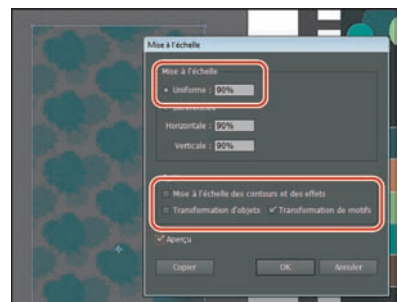 Mise à l'échelle
Mise à l'échelle
Uniforme : 90%
Horizontale : 90%
Verticale : 90%
Mise à l'échelle des contours et des effets
Transformation d'objets Transformation de motifs
Aperçu
Copier OK Annuler